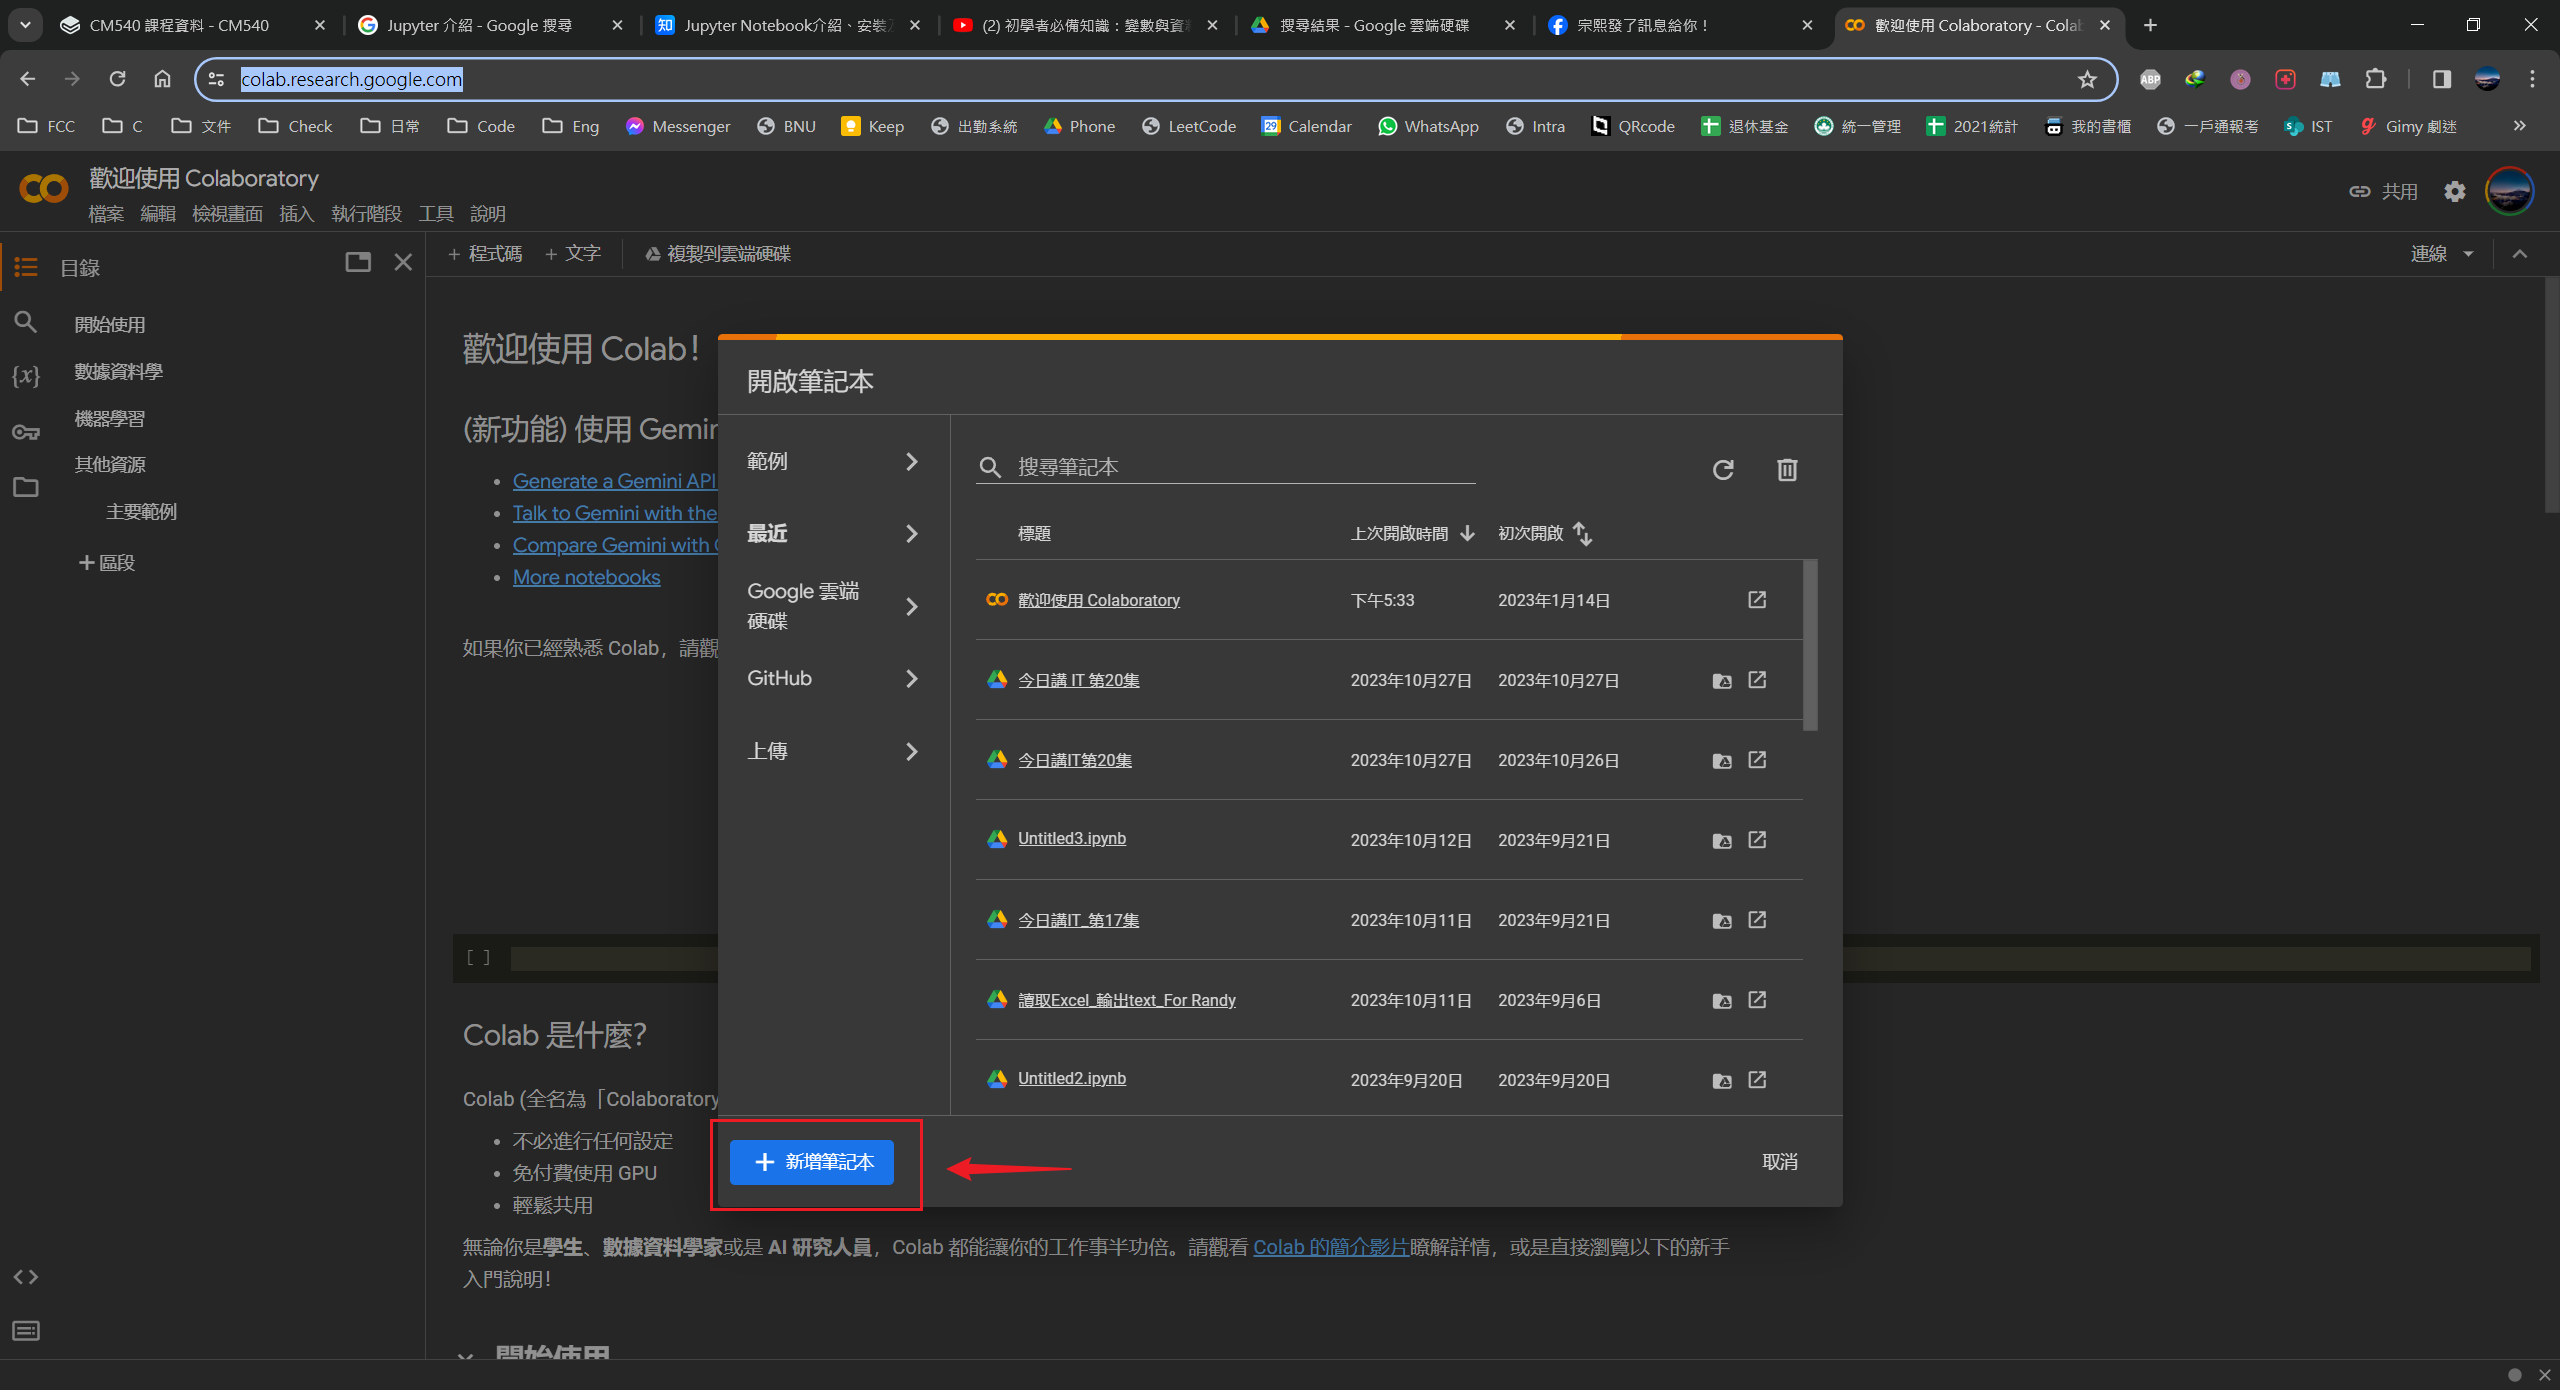 CM540 課程資料 - CM540
Jupyter 介紹 - Google 搜尋
Jupyter Notebook介紹、安裝及
(2) 初學者必備知識：變數與資料
搜尋結果 - Google 雲端硬碟
宗熙發了訊息給你！
歡迎使用 Colaboratory - Colab
colab.research.google.com
ABP
FCC
C
文件
Check
日常
Code
Eng
Messenger
BNU
Keep
出勤系統
Phone
LeetCode
29 Calendar
WhatsApp
Intra
QRcode
退休基金
統一管理
2021統計
我的書櫃
一戶通報考
IST
Gimy 劇迷
歡迎使用 Colaboratory
檔案 編輯 檢視畫面 插入 執行階段 工具 說明
共用
目錄
+ 程式碼 + 文字
複製到雲端硬碟
連線
開始使用
數據資料學
機器學習
其他資源
主要範例
+ 區段
{x}
歡迎使用 Colab！
(新功能) 使用 Gemin
Generate a Gemini API
Talk to Gemini with the
Compare Gemini with C
More notebooks
如果你已經熟悉 Colab，請觀
[ ]
Colab 是什麼？
Colab (全名為「Colaboratory
不必進行任何設定
免付費使用 GPU
輕鬆共用
無論你是學生、數據資料學家或是 AI 研究人員，Colab 都能讓你的工作事半功倍。請觀看 Colab 的簡介影片瞭解詳情，或是直接瀏覽以下的新手
入門說明！
開始使用
開啟筆記本
範例
最近
Google 雲端
硬碟
GitHub
上傳
搜尋筆記本
標題 上次開啟時間 初次開啟
歡迎使用 Colaboratory 下午5:33 2023年1月14日
今日講 IT 第20集 2023年10月27日 2023年10月27日
今日講IT第20集 2023年10月27日 2023年10月26日
Untitled3.ipynb 2023年10月12日 2023年9月21日
今日講IT_第17集 2023年10月11日 2023年9月21日
讀取Excel_輸出text_For Randy 2023年10月11日 2023年9月6日
Untitled2.ipynb 2023年9月20日 2023年9月20日
+ 新增筆記本
取消